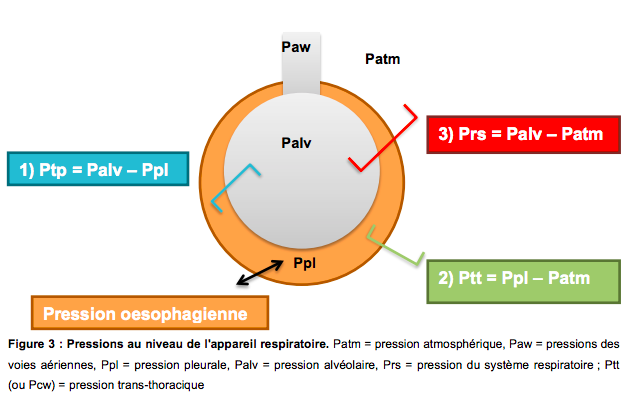 Paw
Patm
3) Prs = Palv – Patm
Palv
1) Ptp = Palv – Ppl
Ppl
2) Ptt = Ppl – Patm
Pression oesophagienne
Figure 3 : Pressions au niveau de l'appareil respiratoire. Patm = pression atmosphérique, Paw = pressions des
voies aériennes, Ppl = pression pleurale, Palv = pression alvéolaire, Prs = pression du système respiratoire ; Ptt
(ou Pcw) = pression trans-thoracique